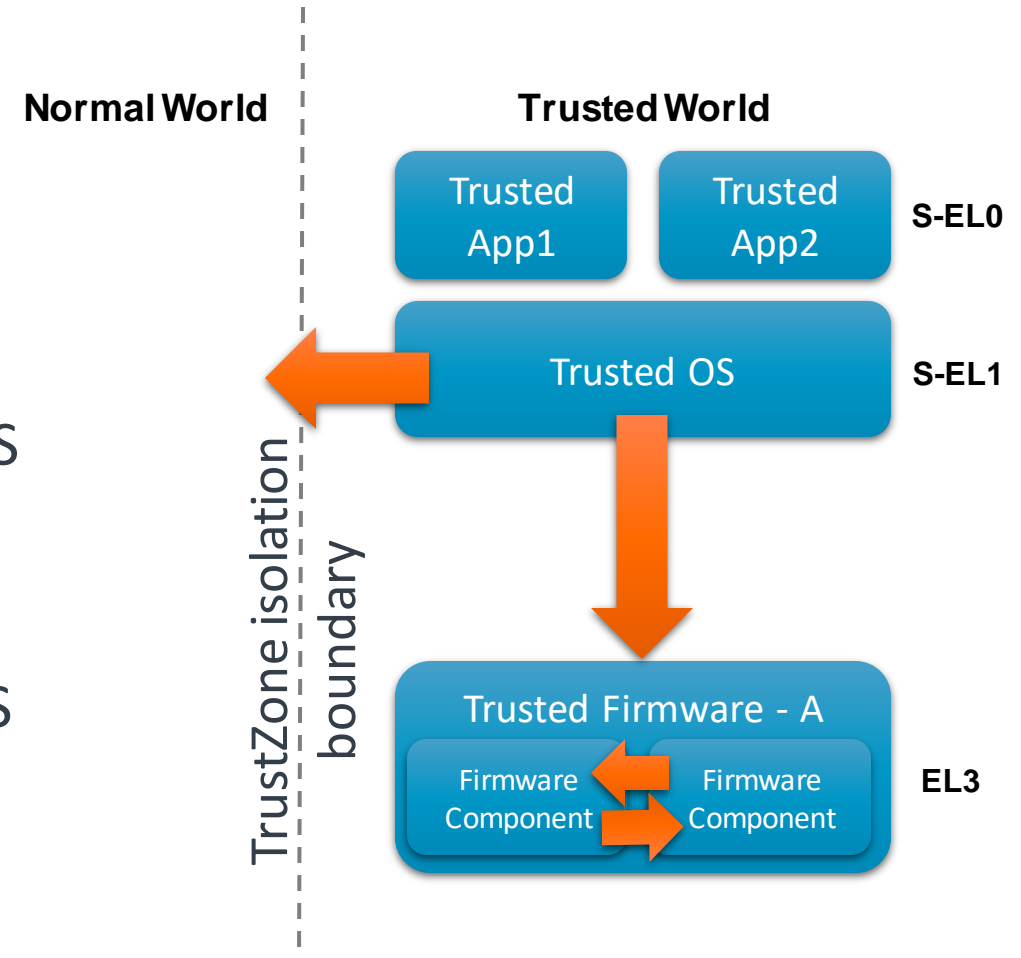 Normal World
Trusted World
Trusted
App1
Trusted
App2
S-EL0
Trusted OS
S-EL1
S
S
TrustZone isolation
boundary
Trusted Firmware - A
Firmware
Component
Firmware
Component
EL3